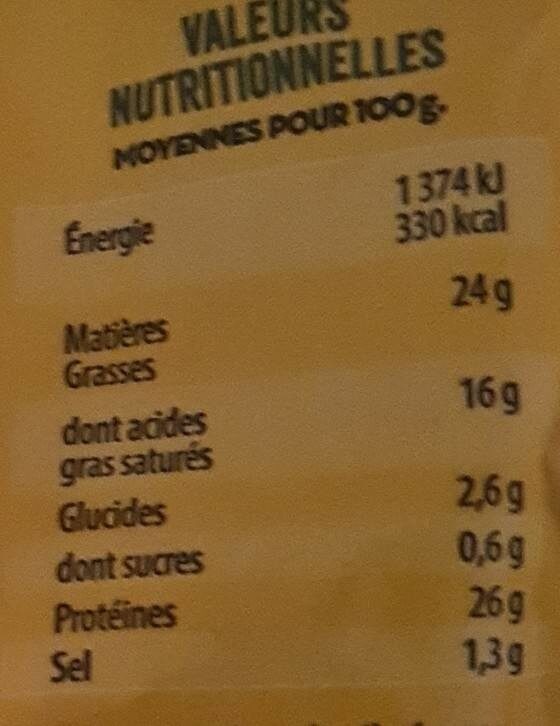 VALEURS
NUTRITIONNELLES
MOYENNES POUR 100g.
Énergie 1 374 kJ
330 kcal
24 g
Matières
Grasses
16 g
dont acides
gras saturés
Glucides 2,6 g
dont sucres 0,6 g
Protéines 26 g
Sel 1,3 g